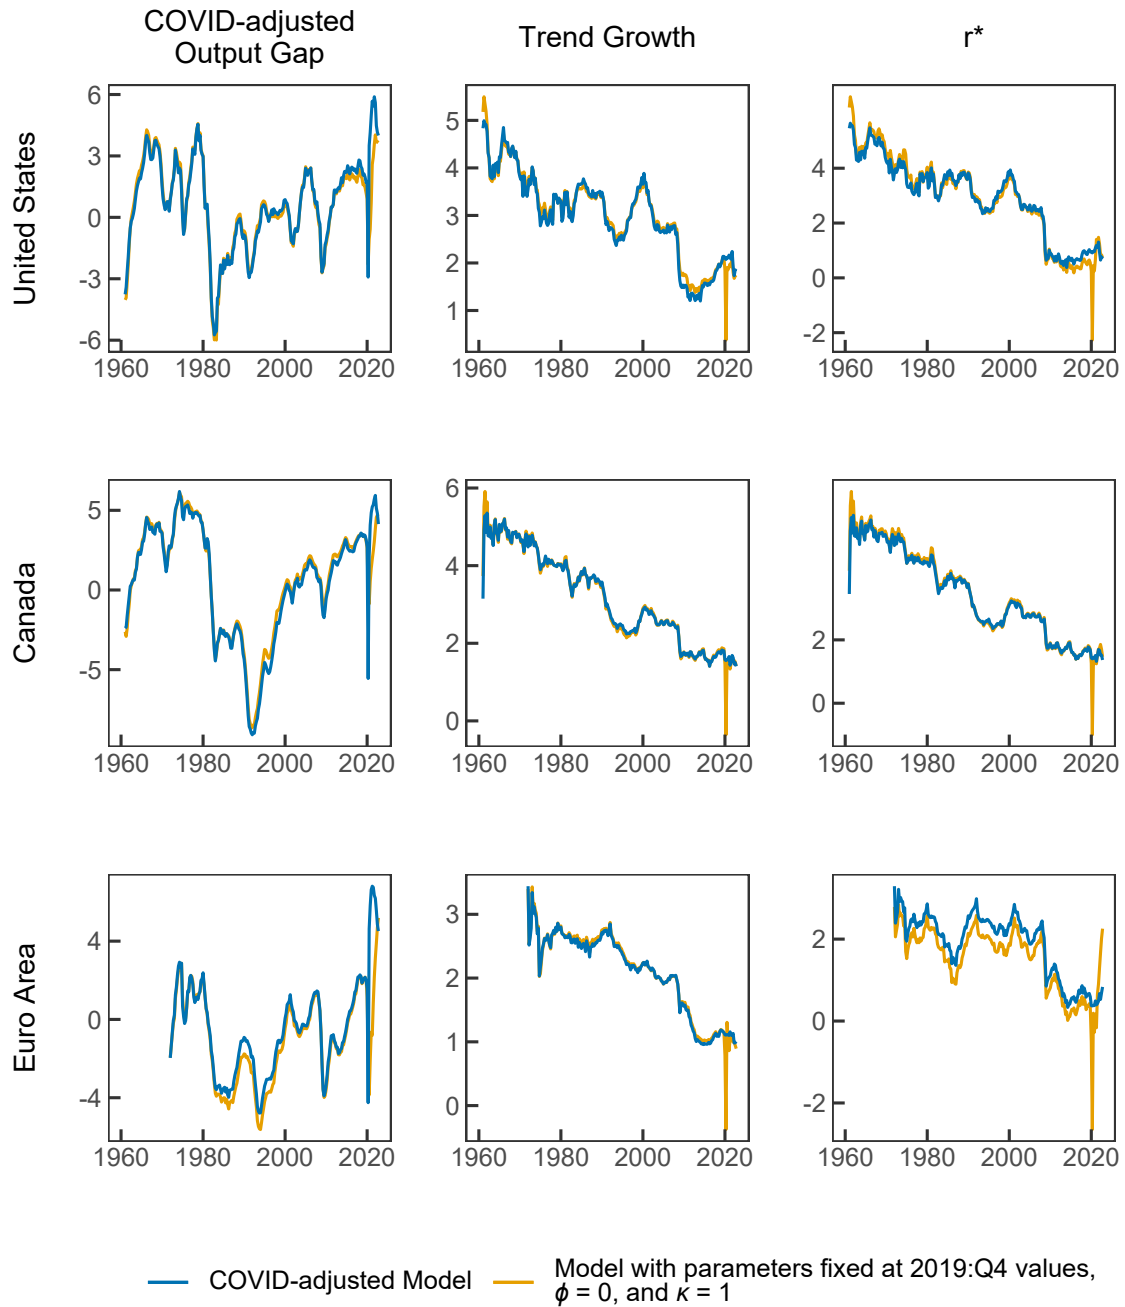 COVID-adjusted
Output Gap
Trend Growth
r*
United States
6
3
0
-3
-6
1960 1980 2000 2020
5
4
3
2
1
1960 1980 2000 2020
4
2
0
-2
1960 1980 2000 2020
Canada
5
0
-5
1960 1980 2000 2020
6
4
2
0
1960 1980 2000 2020
2
0
1960 1980 2000 2020
Euro Area
4
0
-4
1960 1980 2000 2020
3
2
1
0
1960 1980 2000 2020
2
0
-2
1960 1980 2000 2020
COVID-adjusted Model
Model with parameters fixed at 2019:Q4 values,
ϕ = 0, and κ = 1